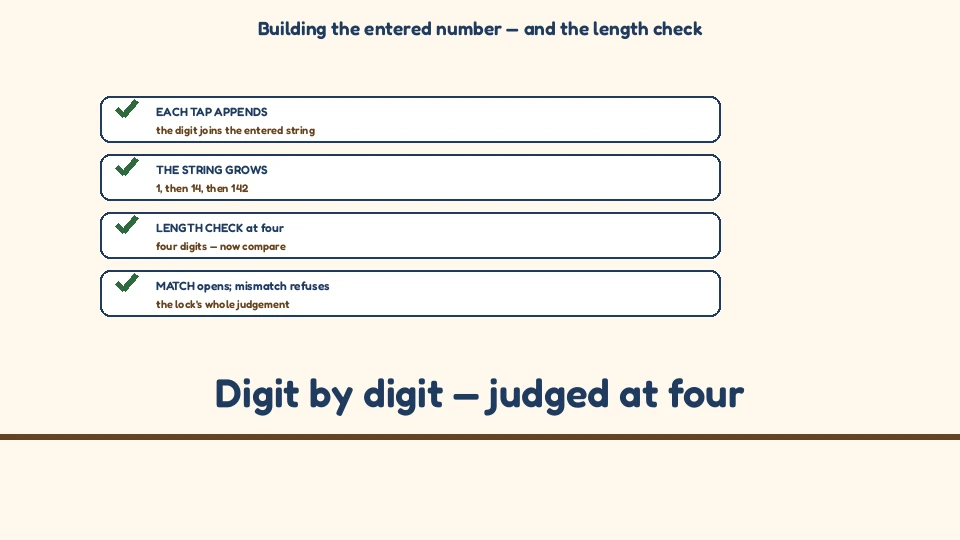 Building the entered number — and the length check
EACH TAP APPENDS
the digit joins the entered string
THE STRING GROWS
1, then 14, then 142
LENGTH CHECK at four
four digits — now compare
MATCH opens; mismatch refuses
the lock's whole judgement
Digit by digit — judged at four